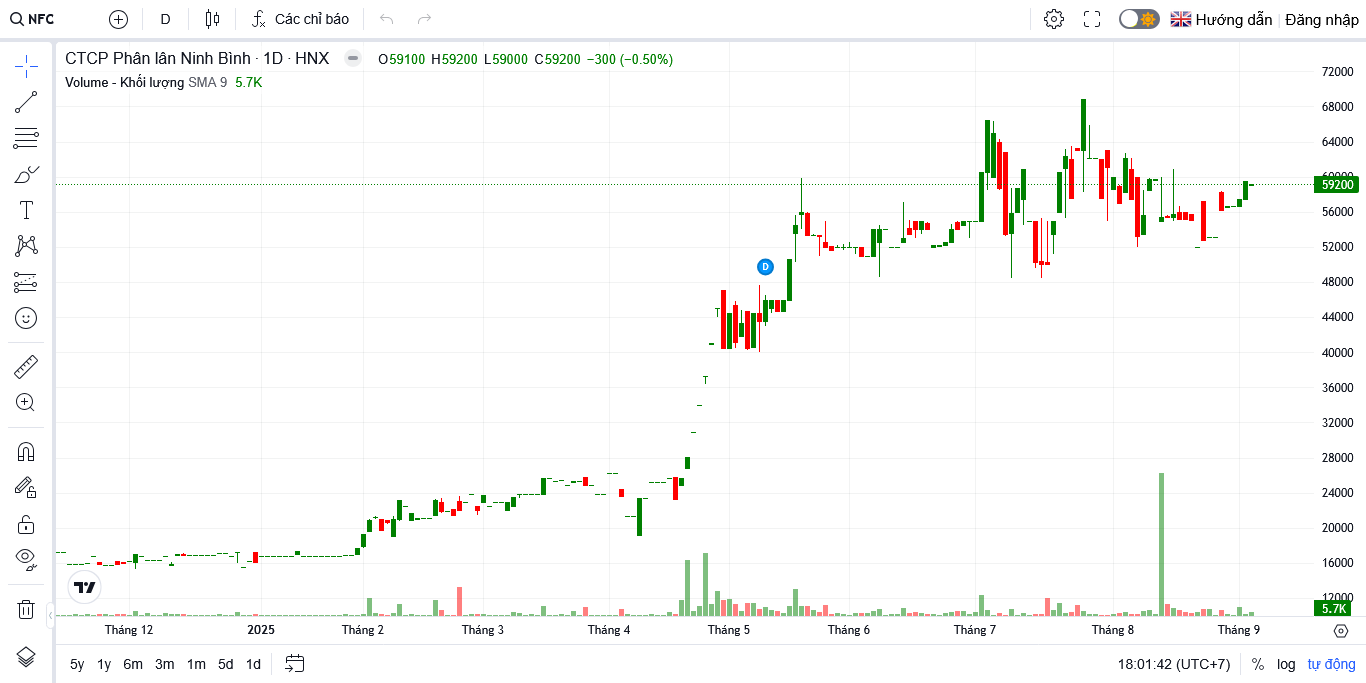 NFC D Các chỉ báo Hướng dẫn Đăng nhập
CTCP Phân lân Ninh Bình · 1D · HNX O59100 H59200 L59000 C59200 −300 (−0.50%)
Volume - Khối lượng SMA 9 5.7K
72000
68000
64000
60000
59200
56000
52000
48000
44000
40000
36000
32000
28000
24000
20000
16000
12000
5.7K
D
Tháng 12 2025 Tháng 2 Tháng 3 Tháng 4 Tháng 5 Tháng 6 Tháng 7 Tháng 8 Tháng 9
5y 1y 6m 3m 1m 5d 1d 18:01:42 (UTC+7) % log tự động